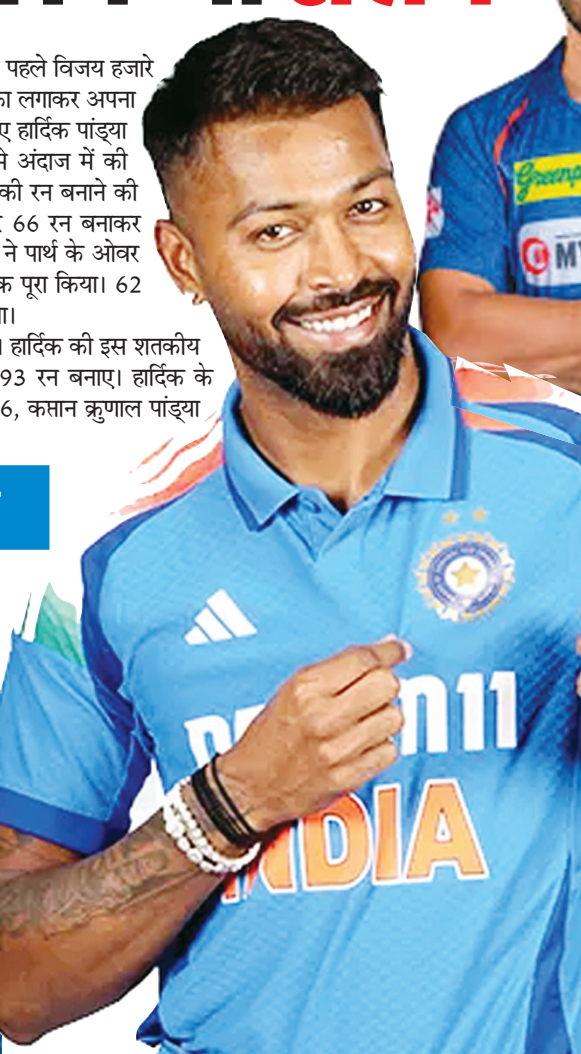 पहले विजय हजारे
लगाकर अपना
हार्दिक पांड्या
अंदाज में की
की रन बनाने की
66 रन बनाकर
ने पार्थ के ओवर
पूरा किया। 62
हार्दिक की इस शतकीय
93 रन बनाए। हार्दिक के
6, कप्तान क्रुणाल पांड्या
11
INDIA